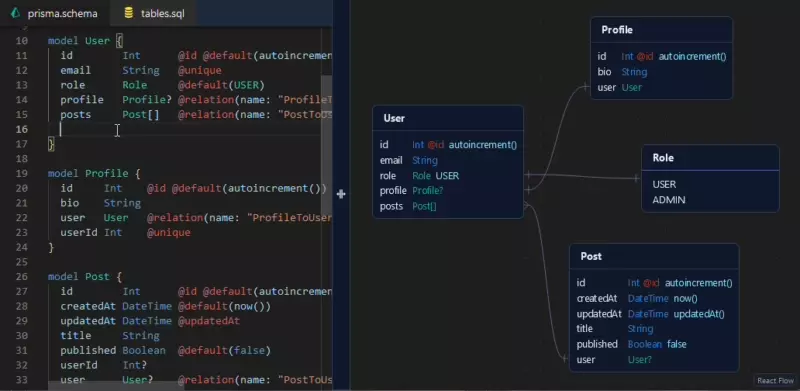 prisma.schema tables.sql
10 model User {
11 id Int @id @default(autoincrement
12 email String @unique
13 role Role @default(USER)
14 profile Profile? @relation(name: "ProfileT
15 posts Post[] @relation(name: "PostToUs
16
17 }
18
19 model Profile {
20 id Int @id @default(autoincrement())
21 bio String
22 user User @relation(name: "ProfileToUser
23 userId Int @unique
24 }
25
26 model Post {
27 id Int @id @default(autoincremen
28 createdAt DateTime @default(now())
29 updatedAt DateTime @updatedAt
30 title String
31 published Boolean @default(false)
32 userId Int?
33 user User? @relation(name: "PostToUs
User
id Int @id autoincrement()
email String
role Role USER
profile Profile?
posts Post[]
Profile
id Int @id autoincrement()
bio String
user User
Role
USER
ADMIN
Post
id Int @id autoincrement()
createdAt DateTime now()
updatedAt DateTime updatedAt()
title String
published Boolean false
user User?
React Flow